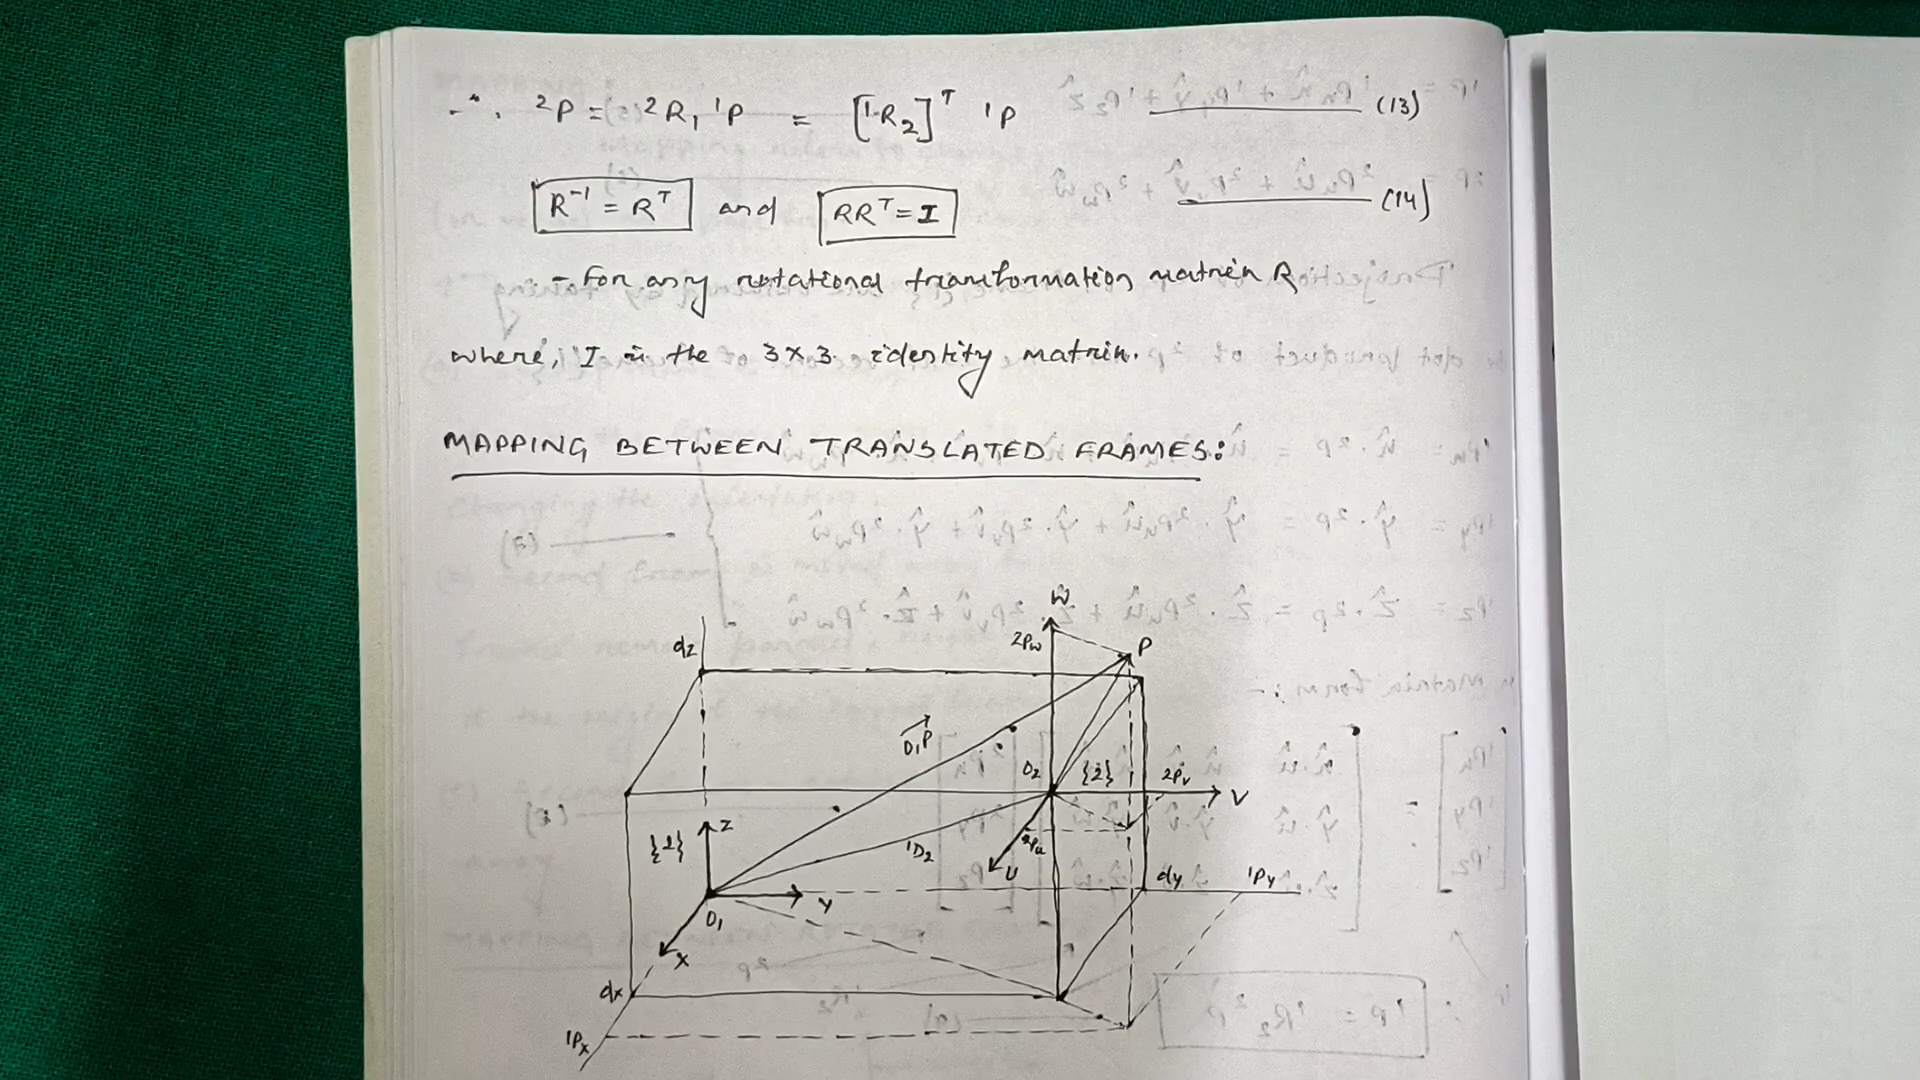 ∴ ²P = ²R₁ ¹P = [¹R₂]ᵀ ¹P ——— (13)
R⁻¹ = Rᵀ and RRᵀ = I ——— (14)
- For any rotational transformation matrix R
where, I is the 3×3 identity matrix.
MAPPING BETWEEN TRANSLATED FRAMES:
W
dz 2Pw P
O₁P
O₂ {2} 2Pv V
{1} Z ¹D₂ 2Pu U
O₁ Y dy ¹Py
X
dx
¹Px